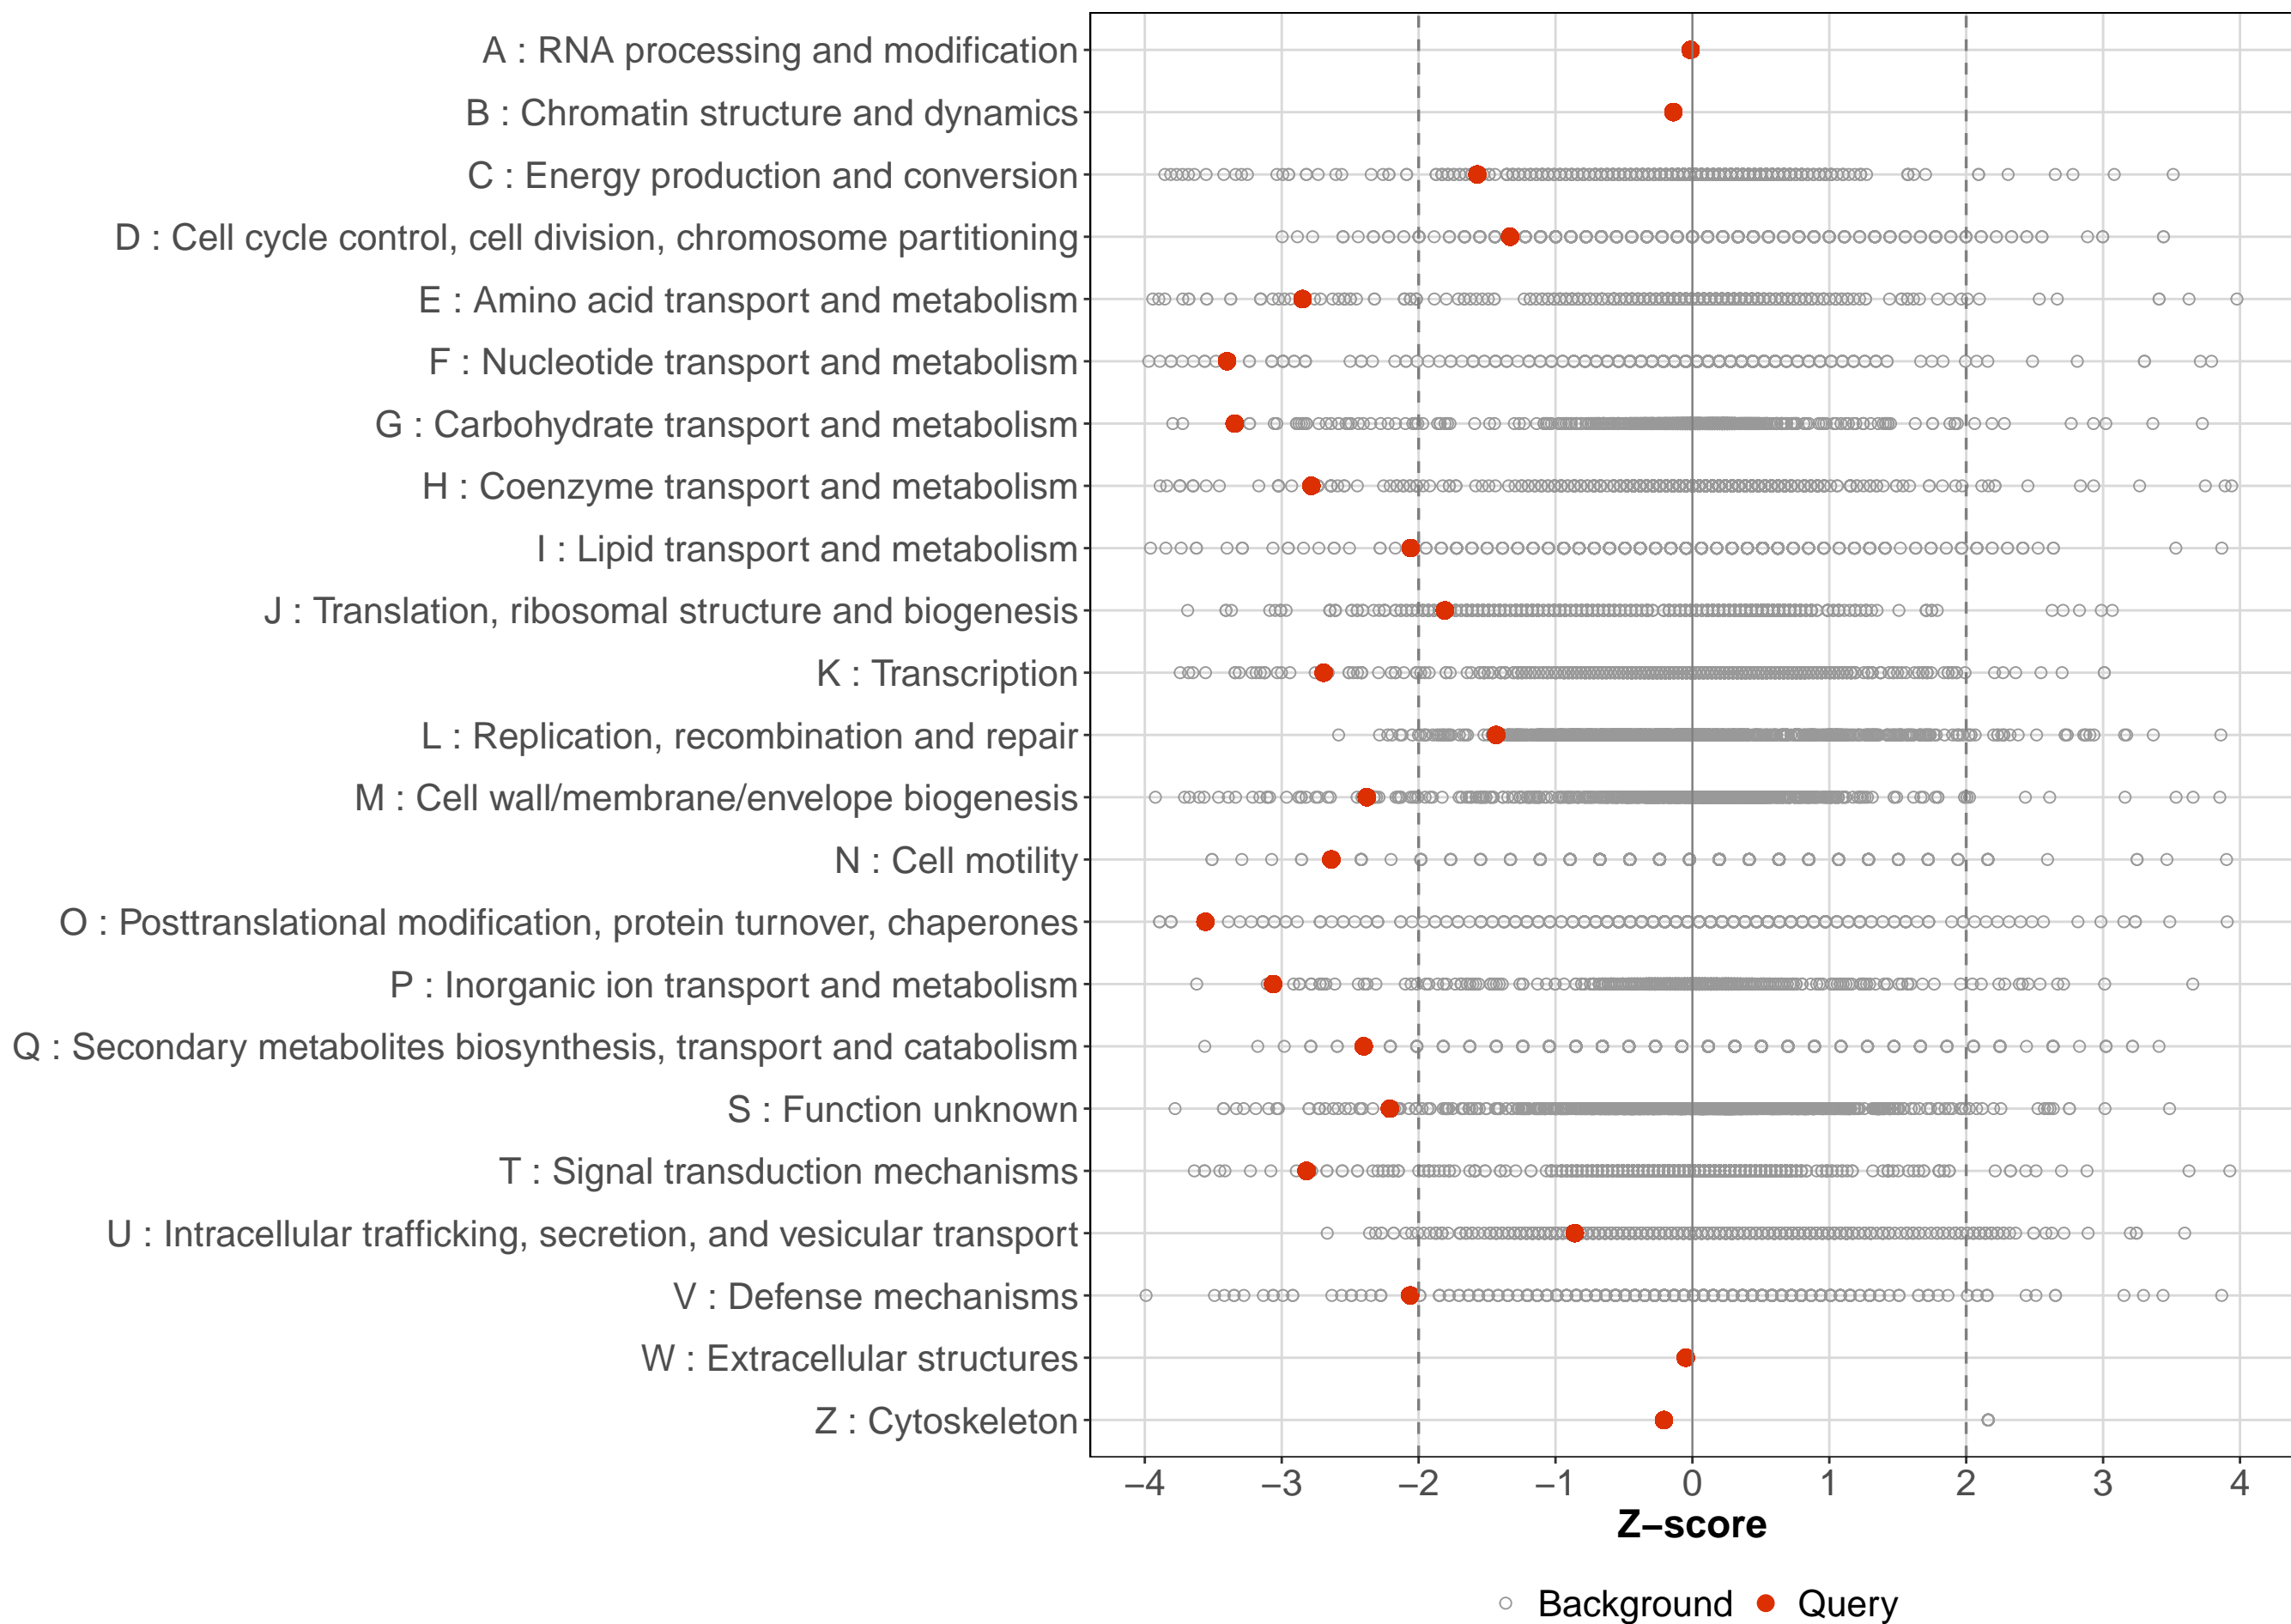 A : RNA processing and modification
B : Chromatin structure and dynamics
C : Energy production and conversion
D : Cell cycle control, cell division, chromosome partitioning
E : Amino acid transport and metabolism
F : Nucleotide transport and metabolism
G : Carbohydrate transport and metabolism
H : Coenzyme transport and metabolism
I : Lipid transport and metabolism
J : Translation, ribosomal structure and biogenesis
K : Transcription
L : Replication, recombination and repair
M : Cell wall/membrane/envelope biogenesis
N : Cell motility
O : Posttranslational modification, protein turnover, chaperones
P : Inorganic ion transport and metabolism
Q : Secondary metabolites biosynthesis, transport and catabolism
S : Function unknown
T : Signal transduction mechanisms
U : Intracellular trafficking, secretion, and vesicular transport
V : Defense mechanisms
W : Extracellular structures
Z : Cytoskeleton
−4 −3 −2 −1 0 1 2 3 4
Z−score
Background Query